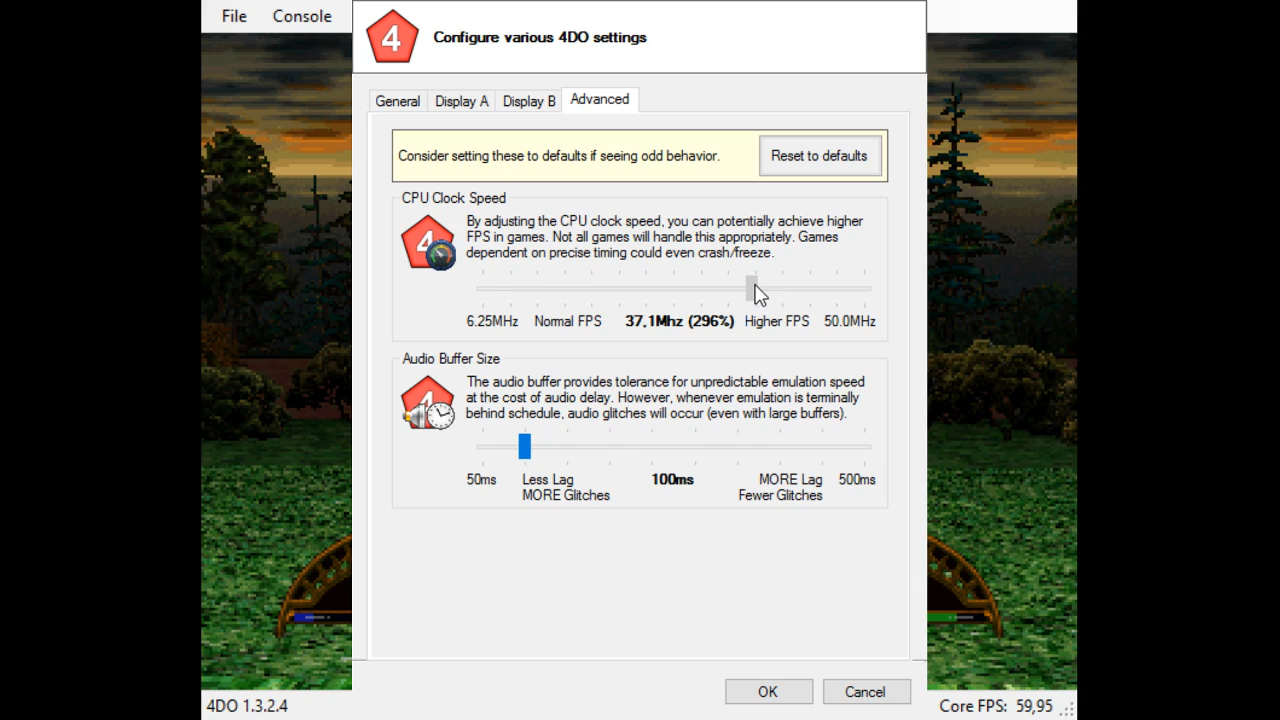 File Console
4 Configure various 4DO settings
General Display A Display B Advanced
Consider setting these to defaults if seeing odd behavior. Reset to defaults
CPU Clock Speed
4 By adjusting the CPU clock speed, you can potentially achieve higher
FPS in games. Not all games will handle this appropriately. Games
dependent on precise timing could even crash/freeze.
6.25MHz Normal FPS 37,1Mhz (296%) Higher FPS 50.0MHz
Audio Buffer Size
The audio buffer provides tolerance for unpredictable emulation speed
at the cost of audio delay. However, whenever emulation is terminally
behind schedule, audio glitches will occur (even with large buffers).
50ms Less Lag 100ms MORE Lag 500ms
MORE Glitches Fewer Glitches
OK Cancel
4DO 1.3.2.4 Core FPS: 59,95